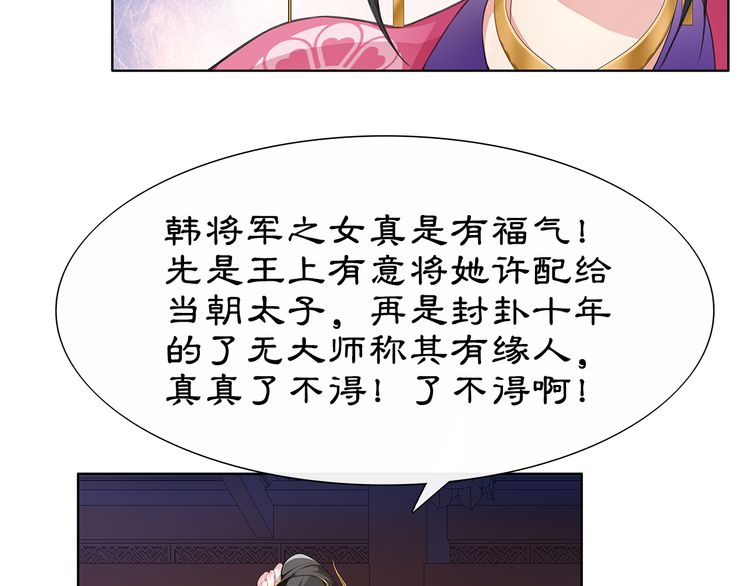 韩将军之女真是有福气！
先是王上有意将她许配给
当朝太子，再是封卦十年
的了无大师称其有缘人，
真真了不得！了不得啊！